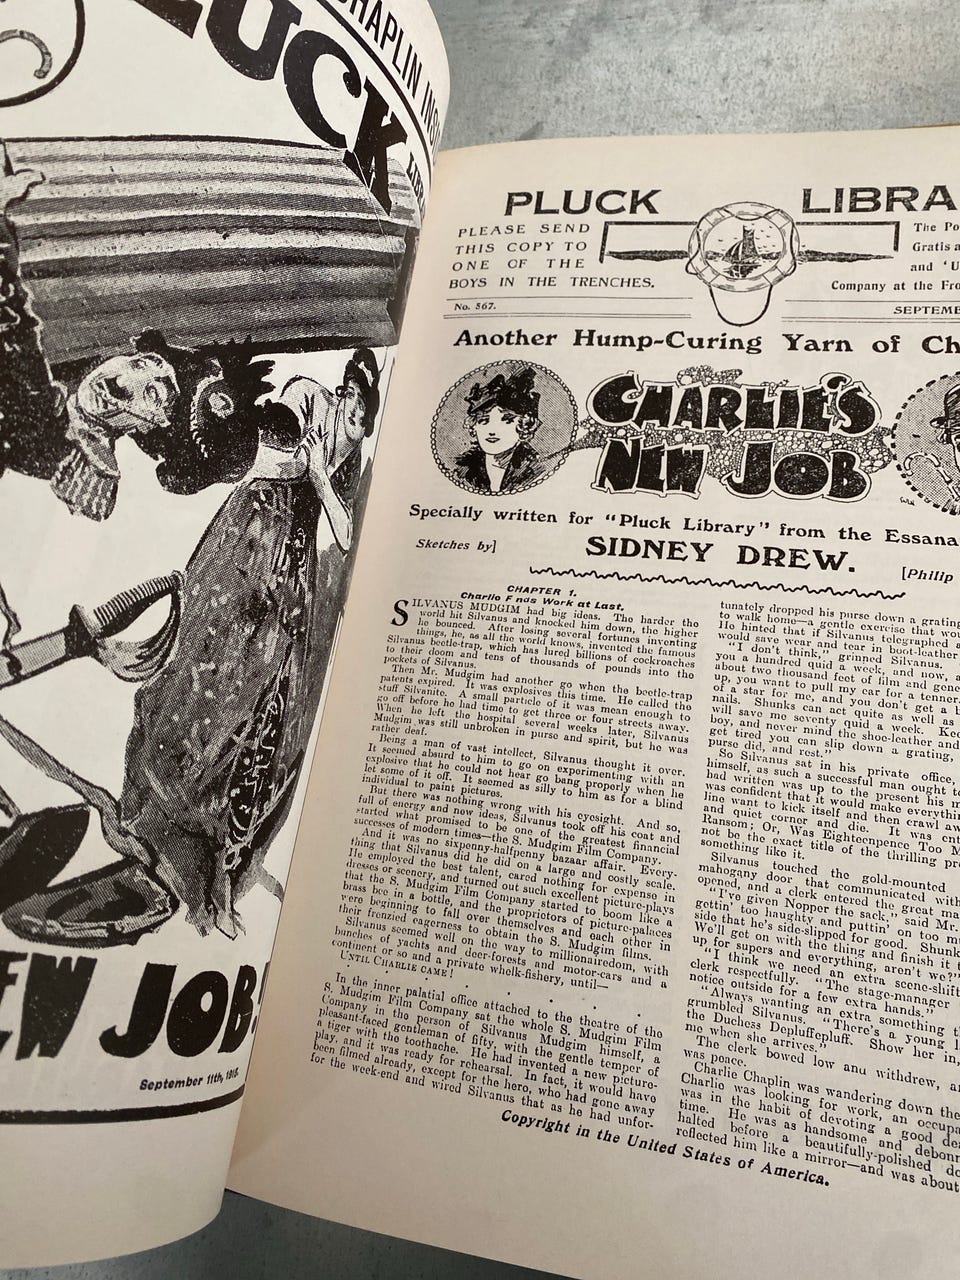 LUCK
CHAPLIN INSI
LIBR
EW JOB!
September 11th, 1915.
PLUCK LIBRA
PLEASE SEND
THIS COPY TO
ONE OF THE
BOYS IN THE TRENCHES.
The Po
Gratis a
and 'U
Company at the Fro
No. 567.
SEPTEMBE
Another Hump-Curing Yarn of Ch
CHARLIE'S
NEW JOB
Specially written for "Pluck Library" from the Essana
Sketches by]
SIDNEY DREW.
[Philip
CHAPTER 1.
Charlie Finds Work at Last.
SILVANUS MUDGIM had big ideas. The harder the
world hit Silvanus and knocked him down, the higher
he bounced. After losing several fortunes inventing
things, he, as all the world knows, invented the famous
Silvanus beetle-trap, which has lured billions of cockroaches
to their doom and tens of thousands of pounds into the
pockets of Silvanus.
Then Mr. Mudgim had another go when the beetle-trap
patents expired. It was explosives this time. He called the
stuff Silvanite. A small particle of it was mean enough to
go off before he had time to get three or four streets away.
When he left the hospital several weeks later, Silvanus
Mudgim was still unbroken in purse and spirit, but he was
rather deaf.
Being a man of vast intellect, Silvanus thought it over.
It seemed absurd to him to go on experimenting with an
explosive that he could not hear go bang properly when he
let some of it off. It seemed as silly to him as for a blind
individual to paint pictures.
But there was nothing wrong with his eyesight. And so,
full of energy and new ideas, Silvanus took off his coat and
started what promised to be one of the greatest financial
successes of modern times—the S. Mudgim Film Company.
And it was no sixpenny-halfpenny bazaar affair. Every-
thing that Silvanus did he did on a large and costly scale.
He employed the best talent, cared nothing for expense in
dresses or scenery, and turned out such excellent picture-plays
that the S. Mudgim Film Company started to boom like a
brass bee in a bottle, and the proprietors of picture-palaces
were beginning to fall over themselves and each other in
their frenzied eagerness to obtain the S. Mudgim films.
Silvanus seemed well on the way to millionairedom, with
bunches of yachts and deer-forests and motor-cars and a
continent or so and a private whelk-fishery, until—
UNTIL CHARLIE CAME!
In the inner palatial office attached to the theatre of the
S. Mudgim Film Company sat the whole S. Mudgim Film
Company in the person of Silvanus Mudgim himself, a
pleasant-faced gentleman of fifty, with the gentle temper of
a tiger with the toothache. He had invented a new picture-
play, and it was ready for rehearsal. In fact, it would have
been filmed already, except for the hero, who had gone away
for the week-end and wired Silvanus that as he had unfor-
tunately dropped his purse down a grating
to walk home—a gentle exercise that wou
He hinted that if Silvanus telegraphed a
would save wear and tear in boot-leather
"I don't think," grinned Silvanus.
you a hundred quid a week, and now, a
about two thousand feet of film and gene
up, you want to pull my car for a tenner.
of a star for me, and you don't get a b
nails. Shunks can act quite as well as
will save me seventy quid a week. Kee
boy, and never mind the shoe-leather and
get tired you can slip down a grating,
purse did, and rest."
So Silvanus sat in his private office,
himself, as such a successful man ought to
had written was up to the present his m
was confident that it would make everythin
line want to kick itself and then crawl aw
and quiet corner and die. It was enti
Ransom; Or, Was Eighteenpence Too M
not be the exact title of the thrilling pro
something like it.
Silvanus touched the gold-mounted
mahogany door that communicated with
opened, and a clerk entered the great ma
"I've given Nopper the sack," said Mr.
gettin' too haughty and puttin' on too mu
side that he's side-slipped for good. Shunk
We'll get on with the thing and finish it t
up for supers and everything, aren't we?"
"I think we need an extra scene-shift
clerk respectfully. "The stage-manager
notice outside for a few extra hands."
"Always wanting an extra something t
grumbled Silvanus. "There's a young l
the Duchess Depluffepluff. Show her in,
me when she arrives."
The clerk bowed low and withdrew, a
was peace.
Charlie Chaplin was wandering down the
Charlie was looking for work, an occupa
was in the habit of devoting a good dea
time. He was as handsome and debonn
halted before a beautifully-polished do
reflected him like a mirror—and was about
Copyright in the United States of America.